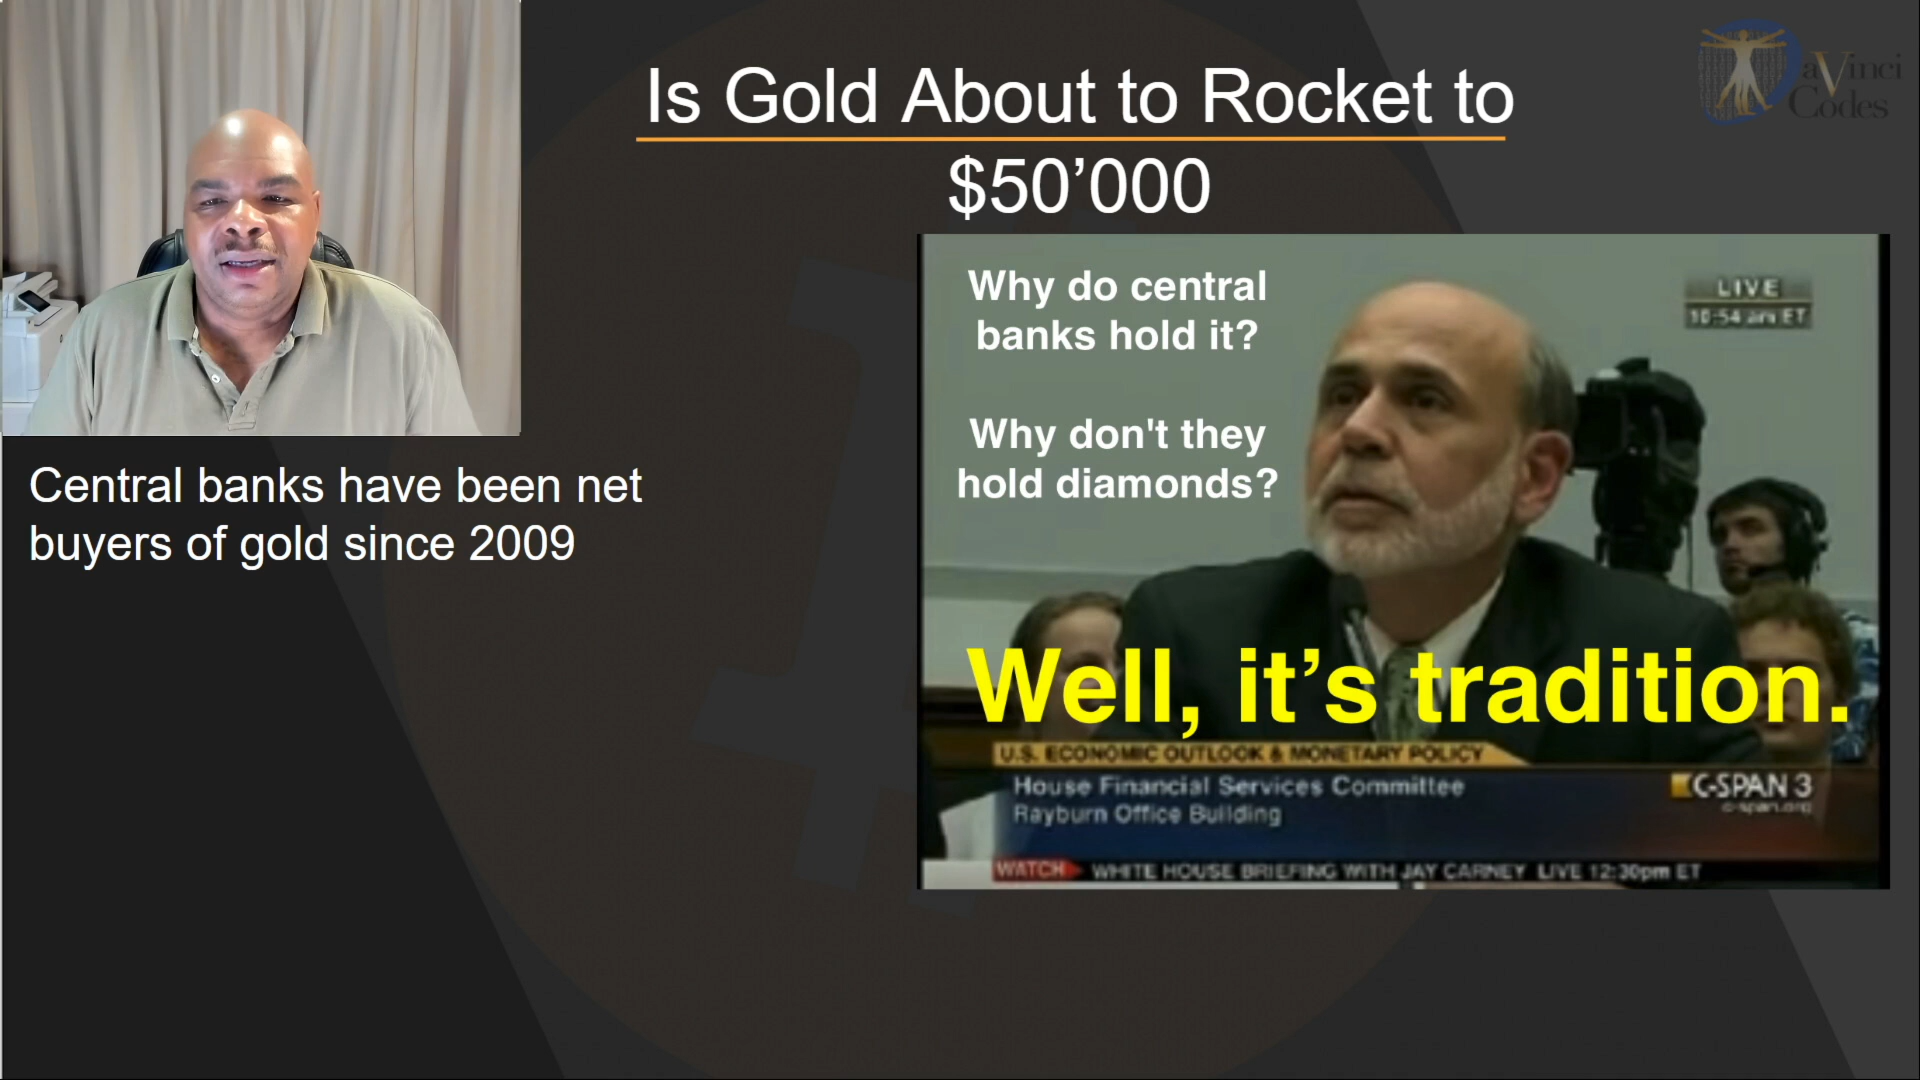 Is Gold About to Rocket to
$50’000
aVinci
Codes
Central banks have been net
buyers of gold since 2009
Why do central
banks hold it?
Why don't they
hold diamonds?
LIVE
10:54 am ET
Well, it’s tradition.
U.S. ECONOMIC OUTLOOK & MONETARY POLICY
House Financial Services Committee
Rayburn Office Building
C-SPAN 3
c-span.org
WATCH WHITE HOUSE BRIEFING WITH JAY CARNEY LIVE 12:30pm ET